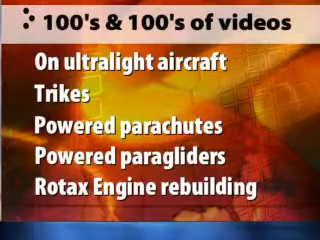 100's & 100's of videos
On ultralight aircraft
Trikes
Powered parachutes
Powered paragliders
Rotax Engine rebuilding